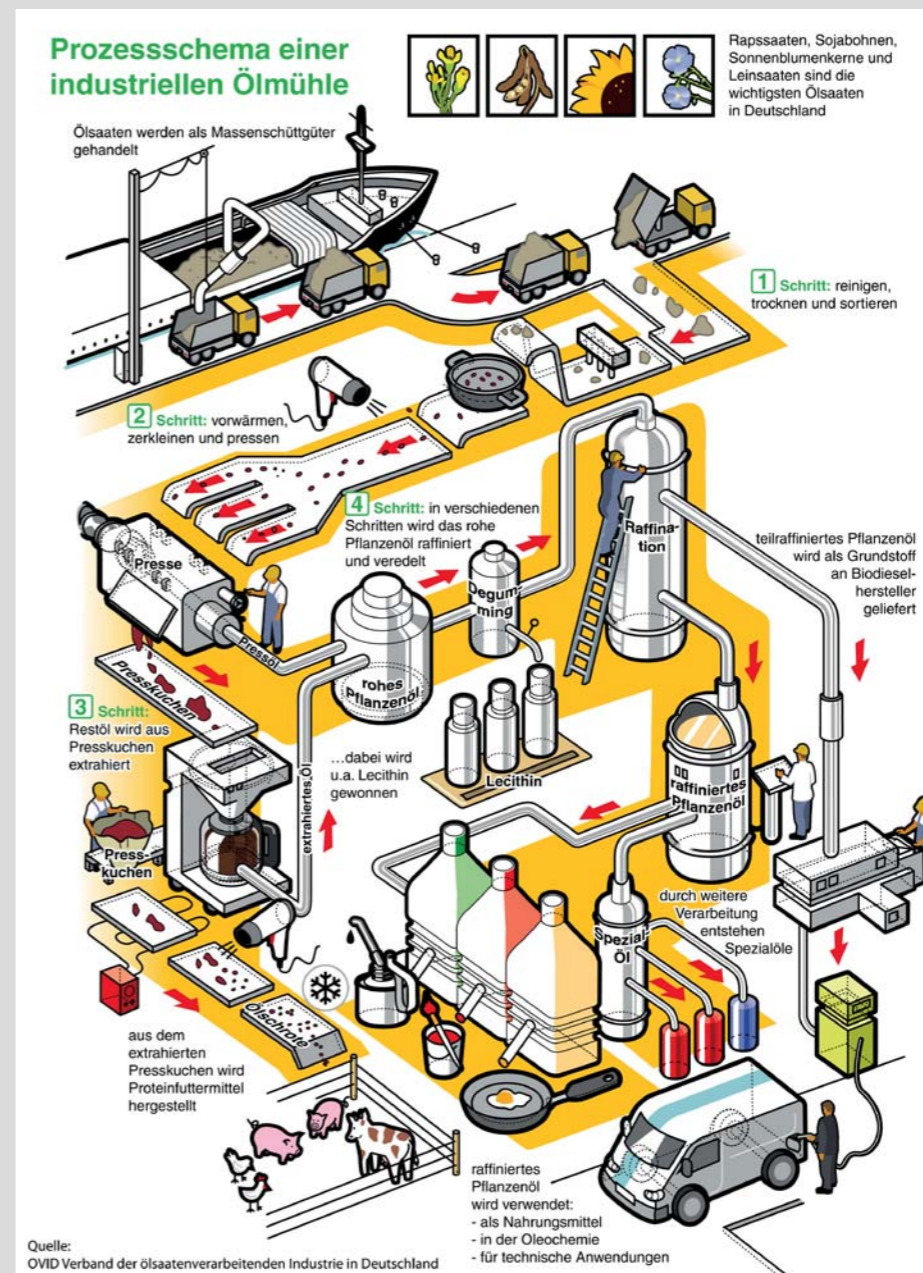 Prozessschema einer
industriellen Ölmühle
Rapssaaten, Sojabohnen,
Sonnenblumenkerne und
Leinsaaten sind die
wichtigsten Ölsaaten
in Deutschland
Ölsaaten werden als Massenschüttgüter
gehandelt
1 Schritt: reinigen,
trocknen und sortieren
2 Schritt: vorwärmen,
zerkleinen und pressen
4 Schritt: in verschiedenen
Schritten wird das rohe
Pflanzenöl raffiniert
und veredelt
Raffina-
tion
teilraffiniertes Pflanzenöl
wird als Grundstoff
an Biodiesel-
hersteller
geliefert
Presse
Degum-
ming
Pressöl
rohes
Pflanzenöl
Presskuchen
3 Schritt:
Restöl wird aus
Presskuchen
extrahiert
extrahiertes Öl
...dabei wird
u.a. Lecithin
gewonnen
Lecithin
raffiniertes
Pflanzenöl
Press-
kuchen
durch weitere
Verarbeitung
entstehen
Spezialöle
Spezial-
Öl
Ölschrote
aus dem
extrahierten
Presskuchen wird
Proteinfuttermittel
hergestellt
raffiniertes
Pflanzenöl
wird verwendet:
- als Nahrungsmittel
- in der Oleochemie
- für technische Anwendungen
Quelle:
OVID Verband der ölsaatenverarbeitenden Industrie in Deutschland